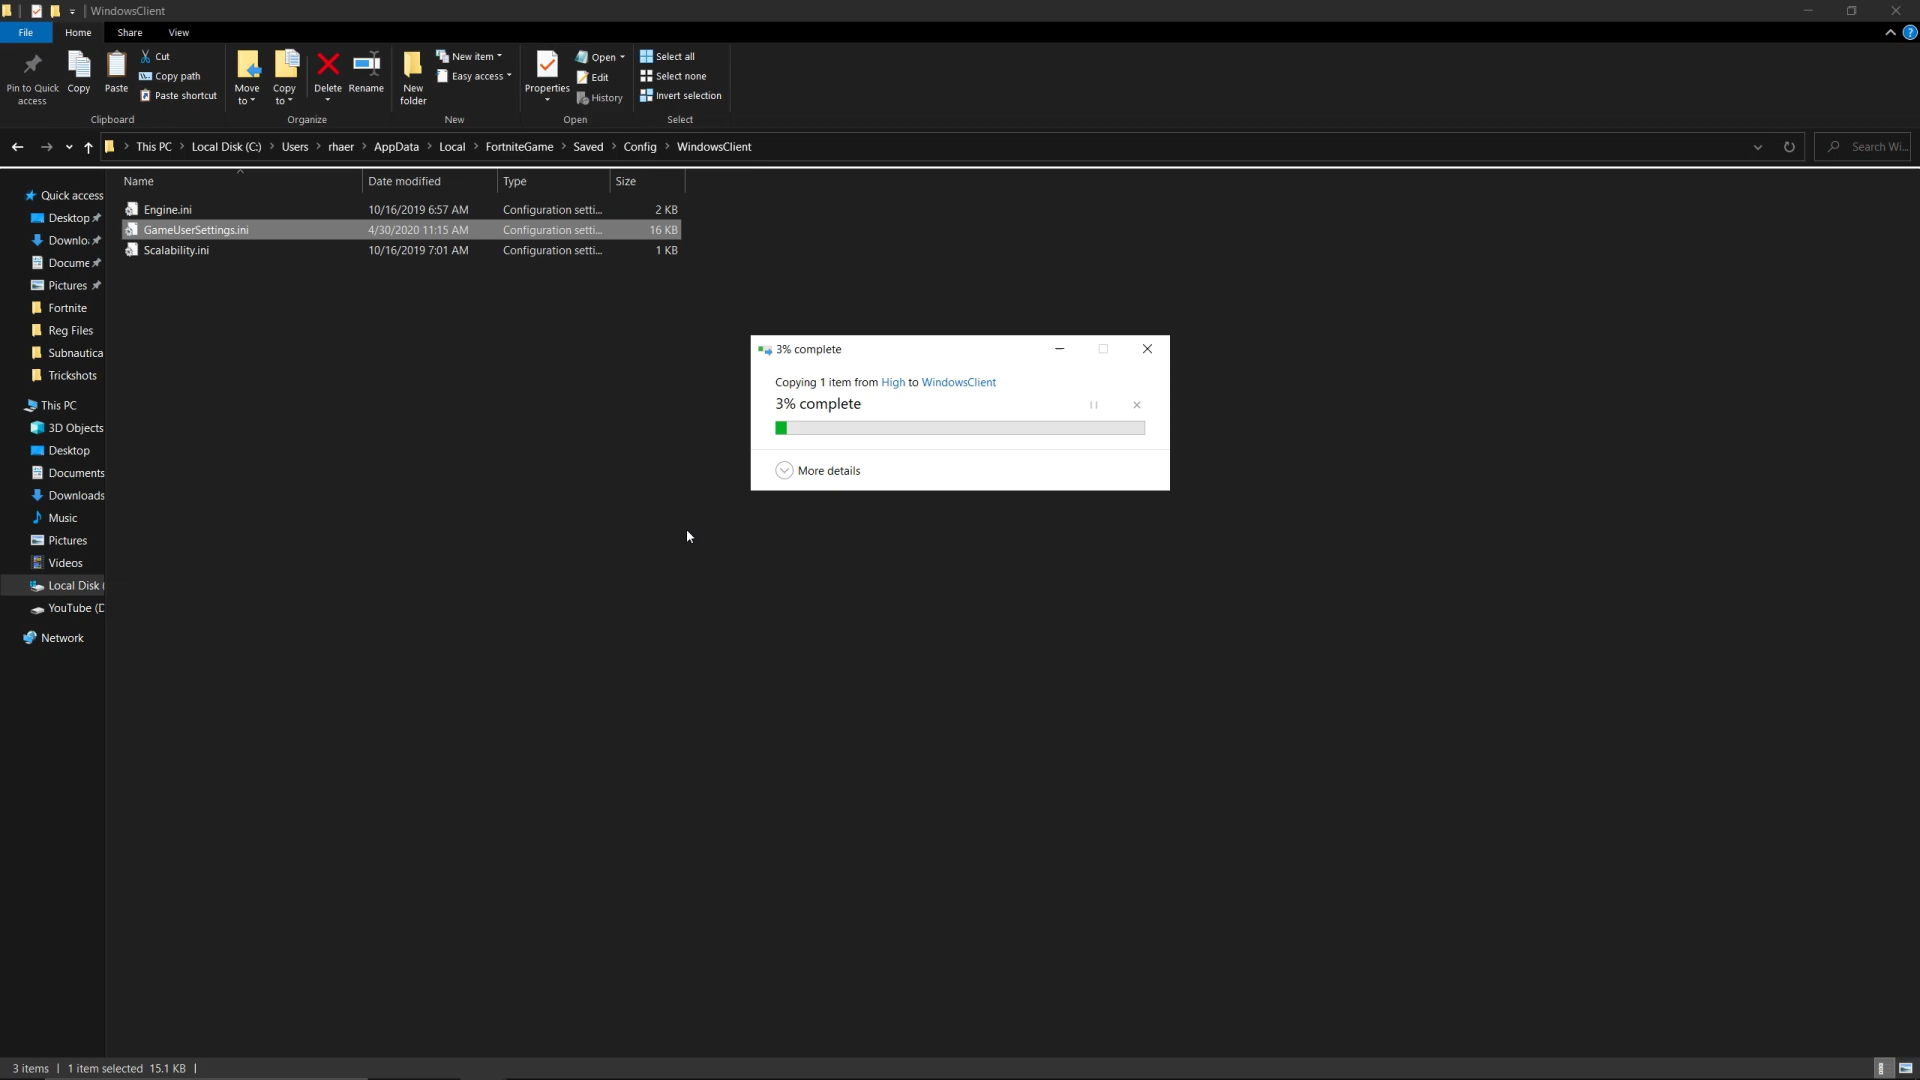 WindowsClient
File Home Share View
Pin to Quick access
Copy
Paste
Cut
Copy path
Paste shortcut
Clipboard
Move to
Copy to
Delete
Rename
Organize
New folder
New item
Easy access
New
Properties
Open
Edit
History
Open
Select all
Select none
Invert selection
Select
This PC > Local Disk (C:) > Users > rhaer > AppData > Local > FortniteGame > Saved > Config > WindowsClient
Search Wi...
Name Date modified Type Size
Engine.ini 10/16/2019 6:57 AM Configuration setti... 2 KB
GameUserSettings.ini 4/30/2020 11:15 AM Configuration setti... 16 KB
Scalability.ini 10/16/2019 7:01 AM Configuration setti... 1 KB
Quick access
Desktop
Downlo
Docume
Pictures
Fortnite
Reg Files
Subnautica
Trickshots
This PC
3D Objects
Desktop
Documents
Downloads
Music
Pictures
Videos
Local Disk (
YouTube (D
Network
3% complete
Copying 1 item from High to WindowsClient
3% complete
More details
3 items | 1 item selected 15.1 KB |